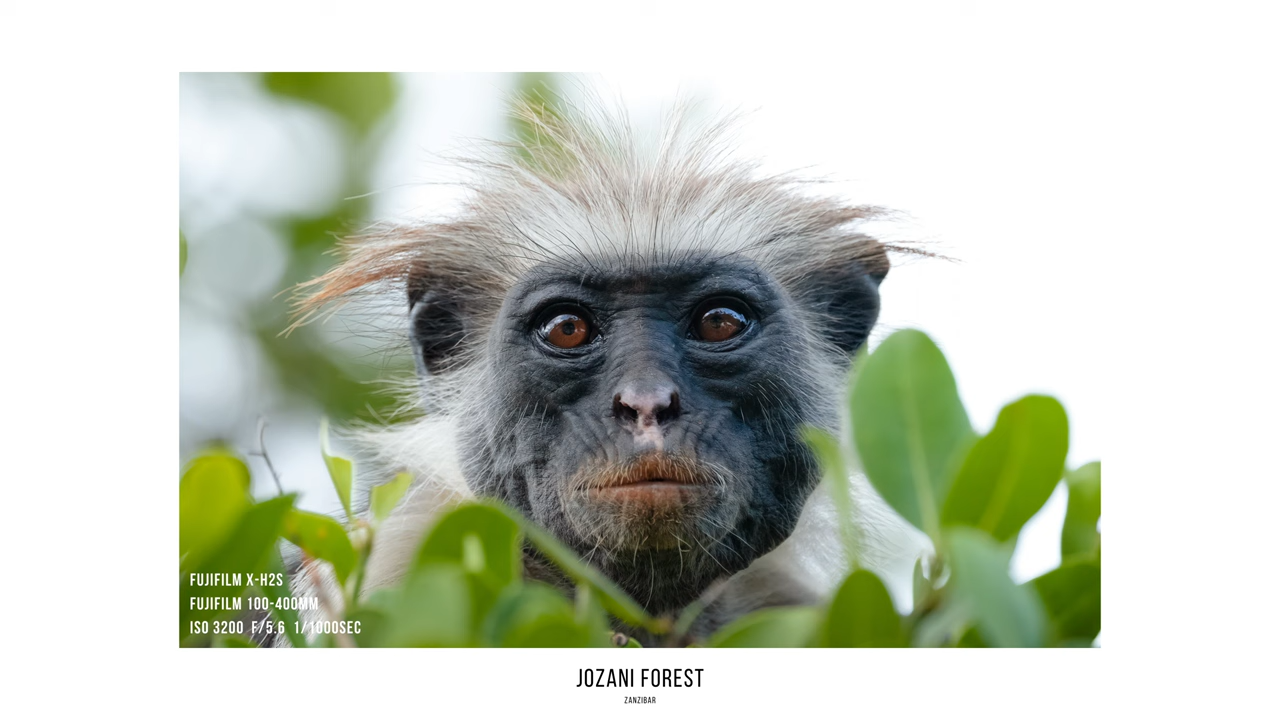 FUJIFILM X-H2S
FUJIFILM 100-400MM
ISO 3200 F/5.6 1/1000SEC
JOZANI FOREST
ZANZIBAR